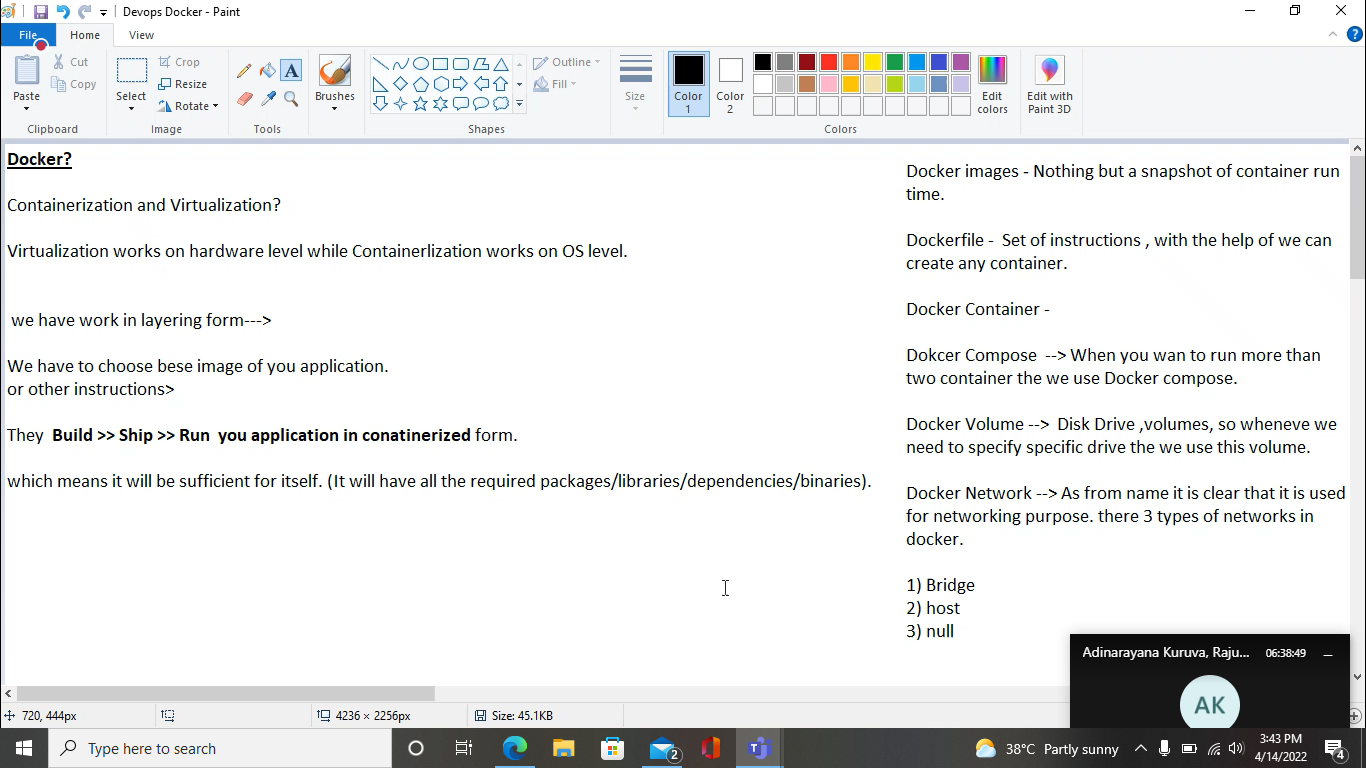 Devops Docker - Paint
File
Home
View
Paste
Cut
Copy
Clipboard
Select
Crop
Resize
Rotate
Image
A
Tools
Brushes
Shapes
Outline
Fill
Size
Color
1
Color
2
Colors
Edit
colors
Edit with
Paint 3D
Docker?
Containerization and Virtualization?
Virtualization works on hardware level while Containerlization works on OS level.
we have work in layering form--->
We have to choose bese image of you application.
or other instructions>
They Build >> Ship >> Run you application in conatinerized form.
which means it will be sufficient for itself. (It will have all the required packages/libraries/dependencies/binaries).
Docker images - Nothing but a snapshot of container run
time.
Dockerfile - Set of instructions , with the help of we can
create any container.
Docker Container -
Dokcer Compose --> When you wan to run more than
two container the we use Docker compose.
Docker Volume --> Disk Drive ,volumes, so wheneve we
need to specify specific drive the we use this volume.
Docker Network --> As from name it is clear that it is used
for networking purpose. there 3 types of networks in
docker.
1) Bridge
2) host
3) null
Adinarayana Kuruva, Raju... 06:38:49
AK
720, 444px
4236 × 2256px
Size: 45.1KB
Type here to search
2
38°C Partly sunny
3:43 PM
4/14/2022
4